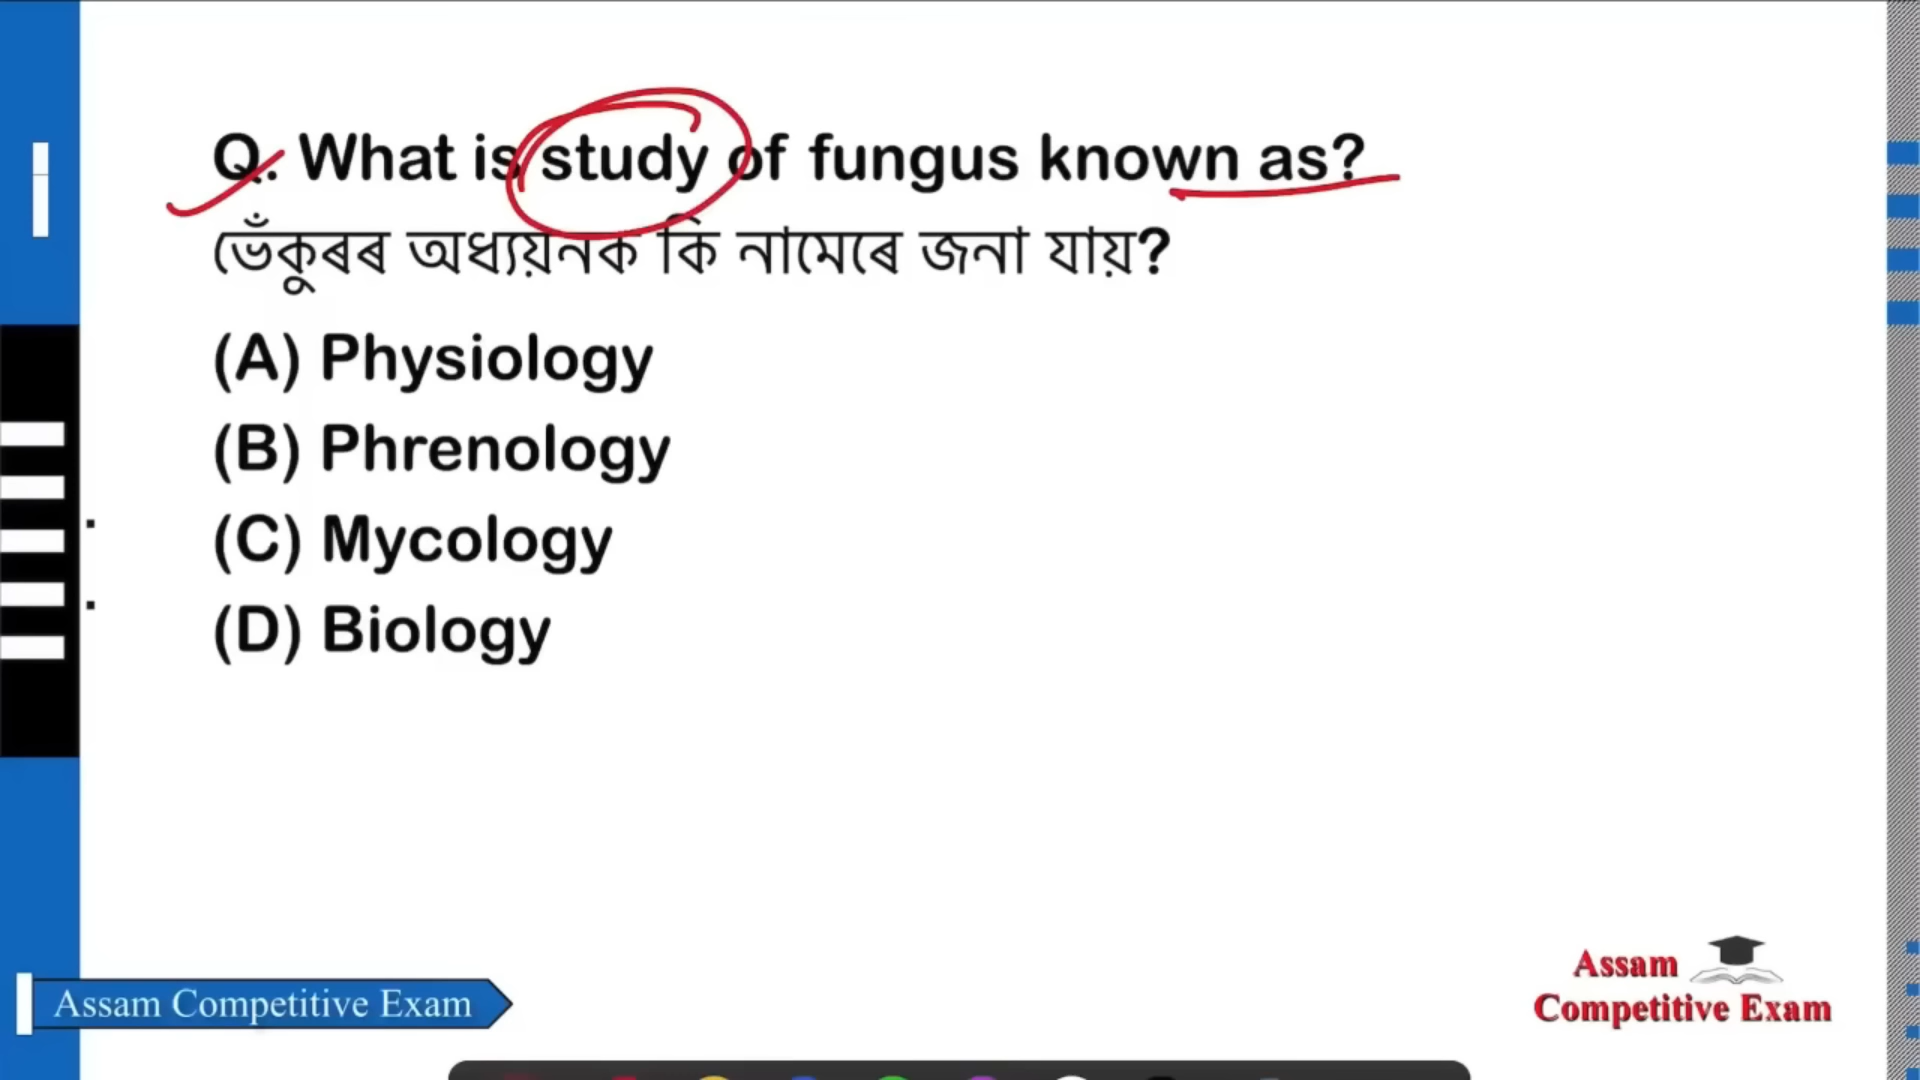 Q. What is study of fungus known as?
ভেঁকুৰৰ অধ্যয়নক কি নামেৰে জনা যায়?
(A) Physiology
(B) Phrenology
(C) Mycology
(D) Biology
Assam Competitive Exam
Assam
Competitive Exam